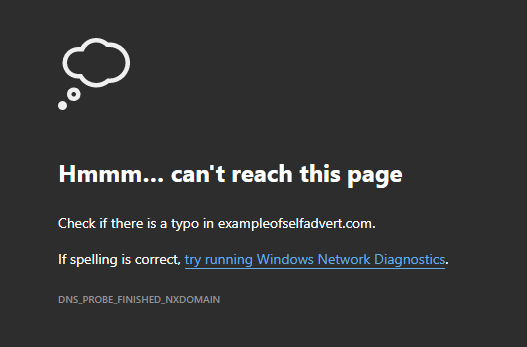 Hmmm... can't reach this page
Check if there is a typo in exampleofselfadvert.com.
If spelling is correct, try running Windows Network Diagnostics.
DNS_PROBE_FINISHED_NXDOMAIN